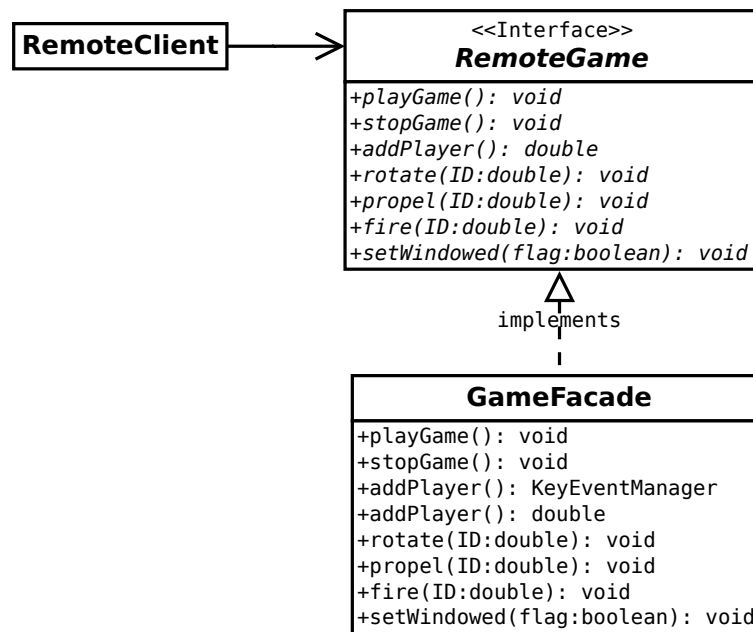 RemoteClient
<<Interface>>
RemoteGame
+playGame(): void
+stopGame(): void
+addPlayer(): double
+rotate(ID:double): void
+propel(ID:double): void
+fire(ID:double): void
+setWindowed(flag:boolean): void
implements
GameFacade
+playGame(): void
+stopGame(): void
+addPlayer(): KeyEventManager
+addPlayer(): double
+rotate(ID:double): void
+propel(ID:double): void
+fire(ID:double): void
+setWindowed(flag:boolean): void